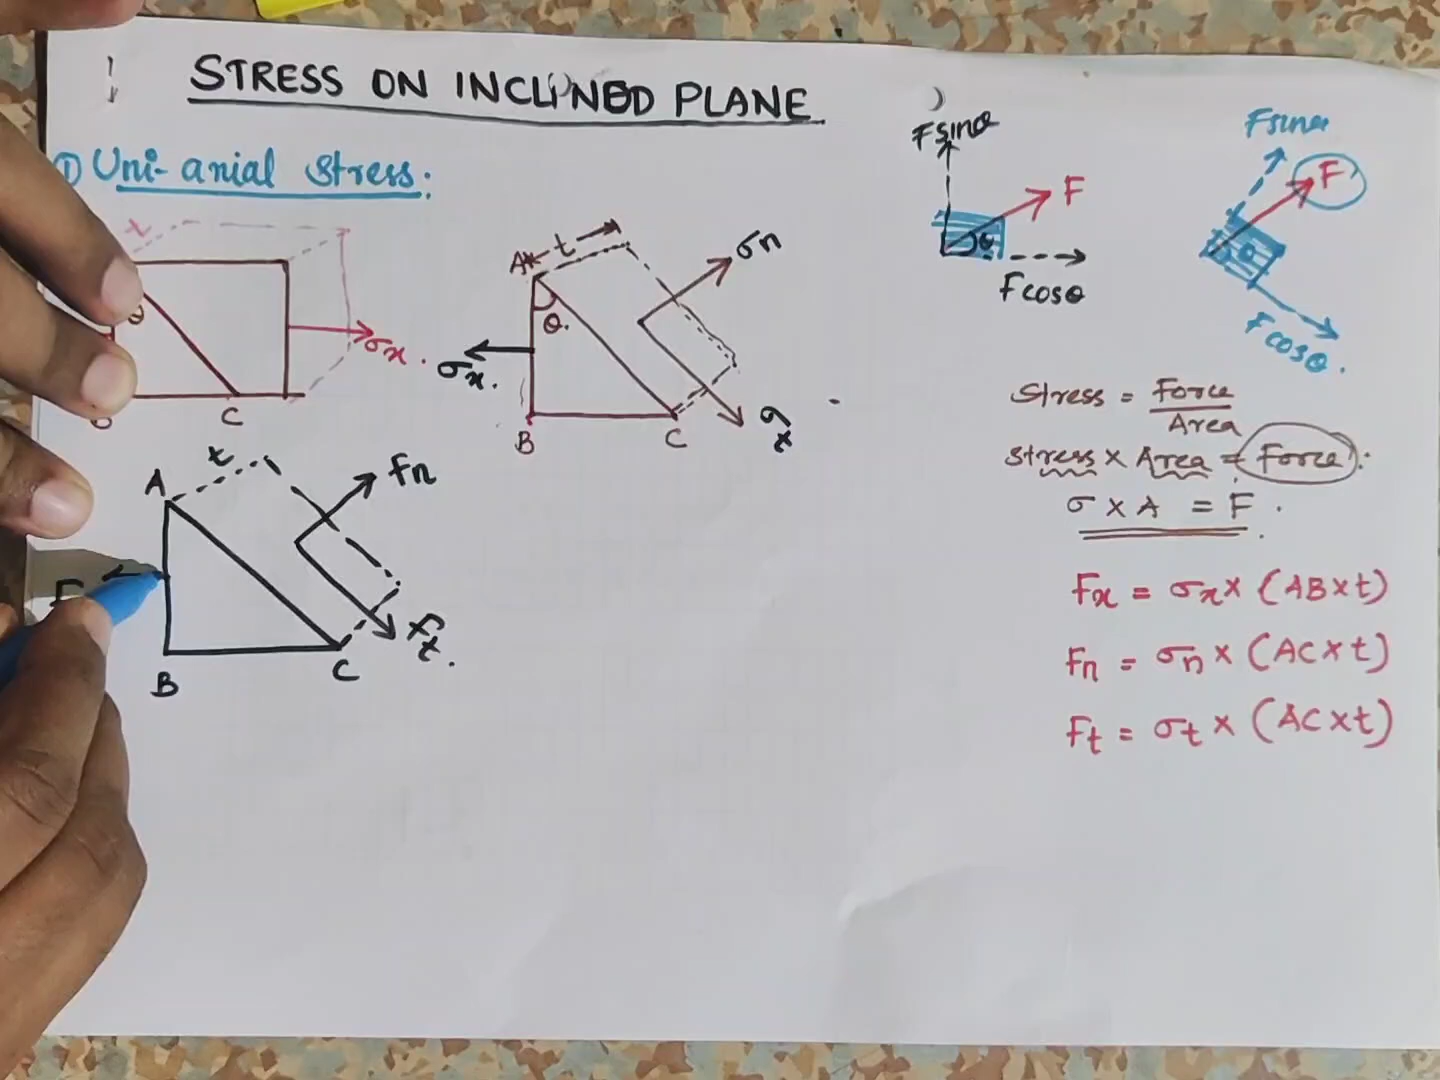 STRESS ON INCLINED PLANE
① Uni-anial stress:
t
θ
σx.
C
A
t
θ.
σn
σx.
σt
B
C
A
t
Fn
Ft.
B
C
Fsinθ
F
θ
Fcosθ
Fsinθ
F
θ
Fcosθ.
Stress = Force
Area
Stress × Area = Force.
σ × A = F.
Fx = σx × (AB×t)
Fn = σn × (AC×t)
Ft = σt × (AC×t)